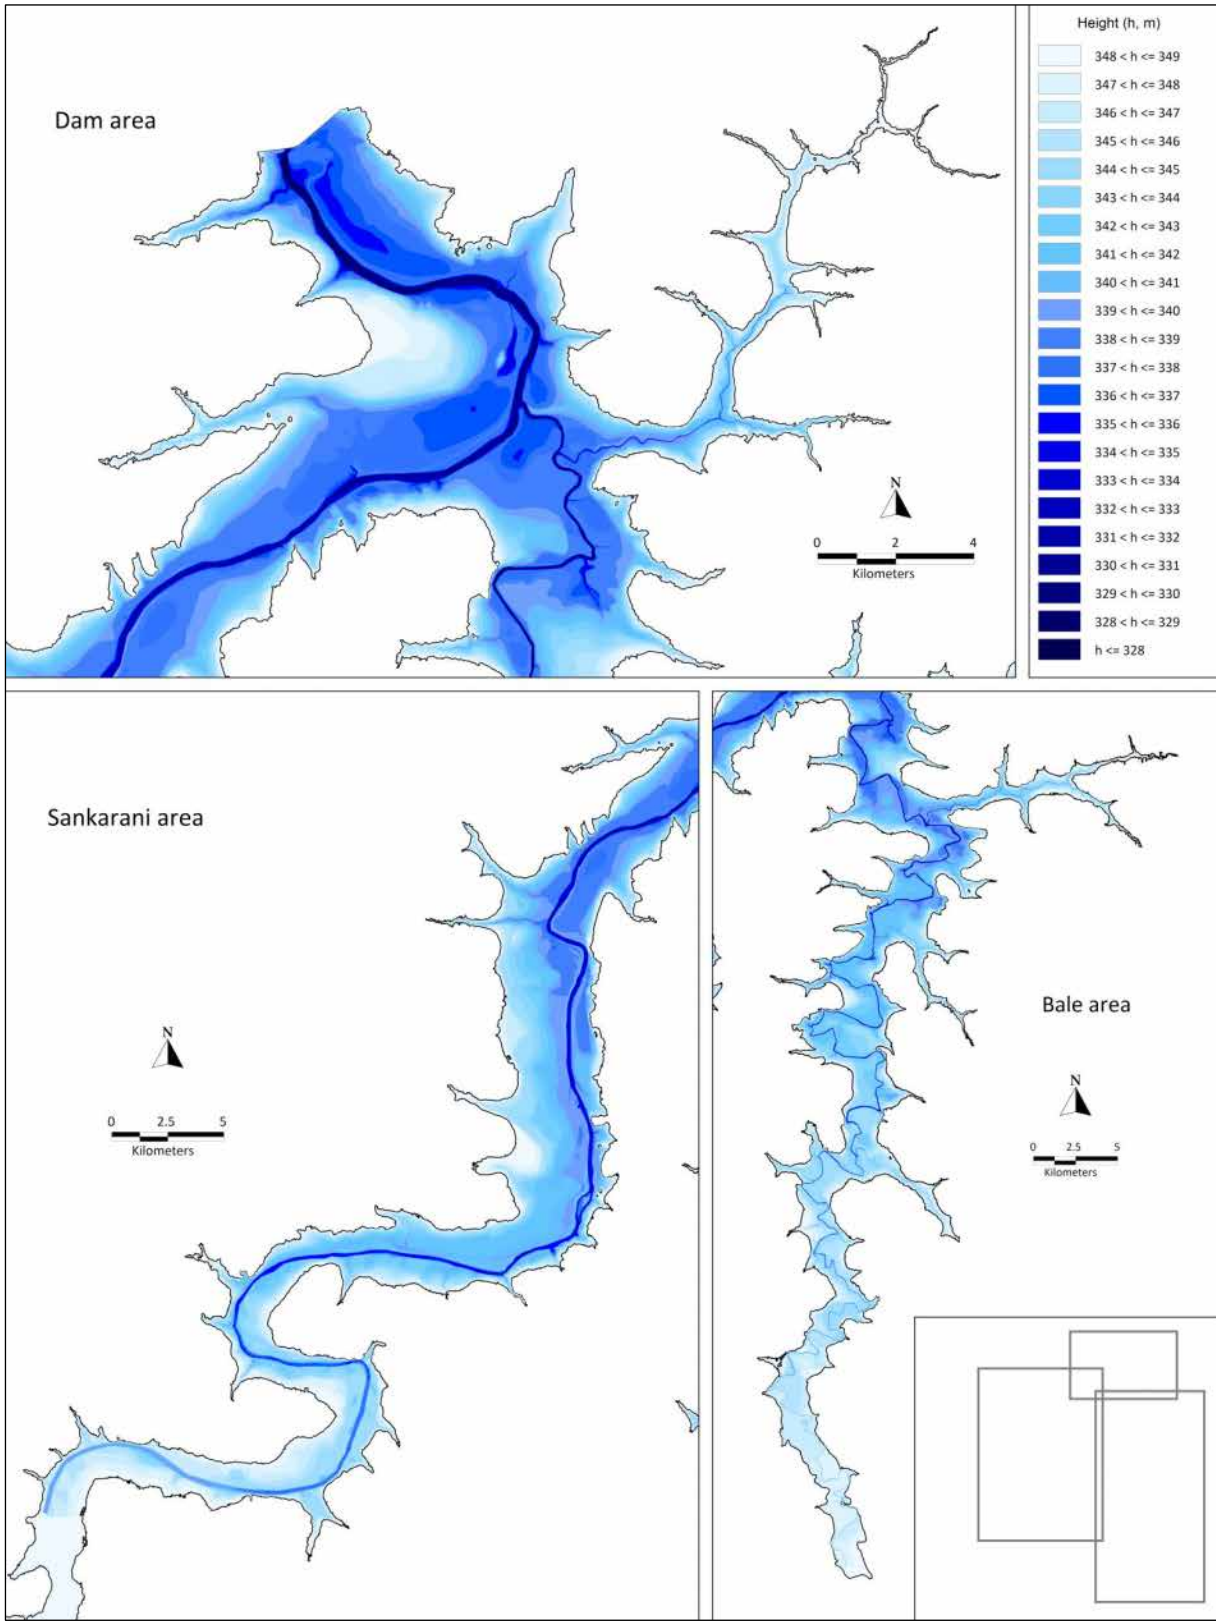 Dam area
N
0 2 4
Kilometers
Height (h, m)
348 < h <= 349
347 < h <= 348
346 < h <= 347
345 < h <= 346
344 < h <= 345
343 < h <= 344
342 < h <= 343
341 < h <= 342
340 < h <= 341
339 < h <= 340
338 < h <= 339
337 < h <= 338
336 < h <= 337
335 < h <= 336
334 < h <= 335
333 < h <= 334
332 < h <= 333
331 < h <= 332
330 < h <= 331
329 < h <= 330
328 < h <= 329
h <= 328
Sankarani area
N
0 2.5 5
Kilometers
Bale area
N
0 2.5 5
Kilometers